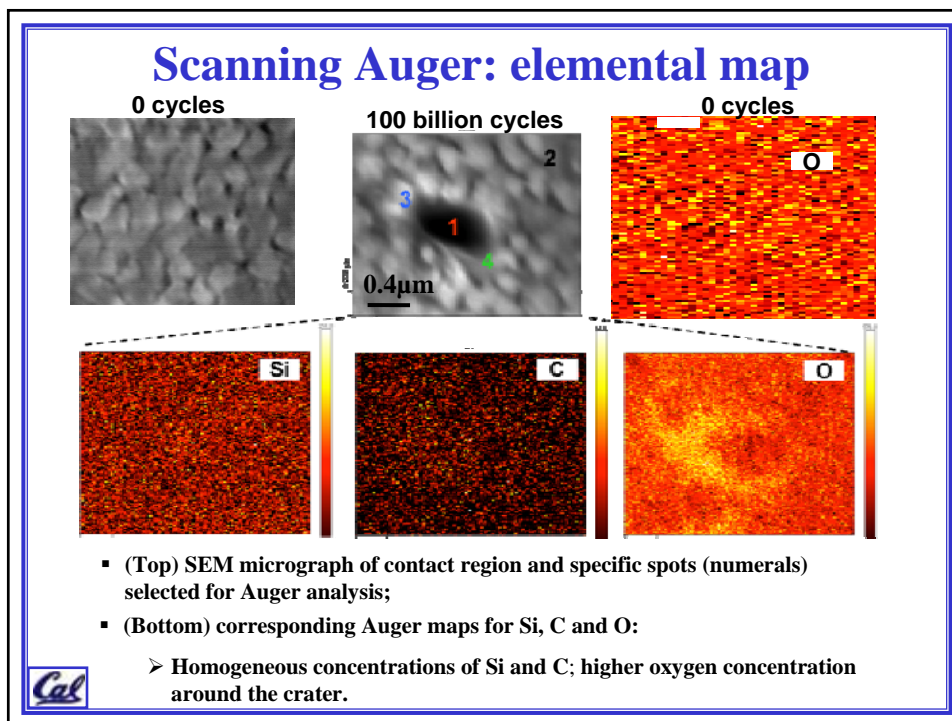 Scanning Auger: elemental map
0 cycles
100 billion cycles
0 cycles
2
O
3
1
4
0.4µm
Si
C
O
▪ (Top) SEM micrograph of contact region and specific spots (numerals)
selected for Auger analysis;
▪ (Bottom) corresponding Auger maps for Si, C and O:
➢ Homogeneous concentrations of Si and C; higher oxygen concentration
around the crater.
Cal